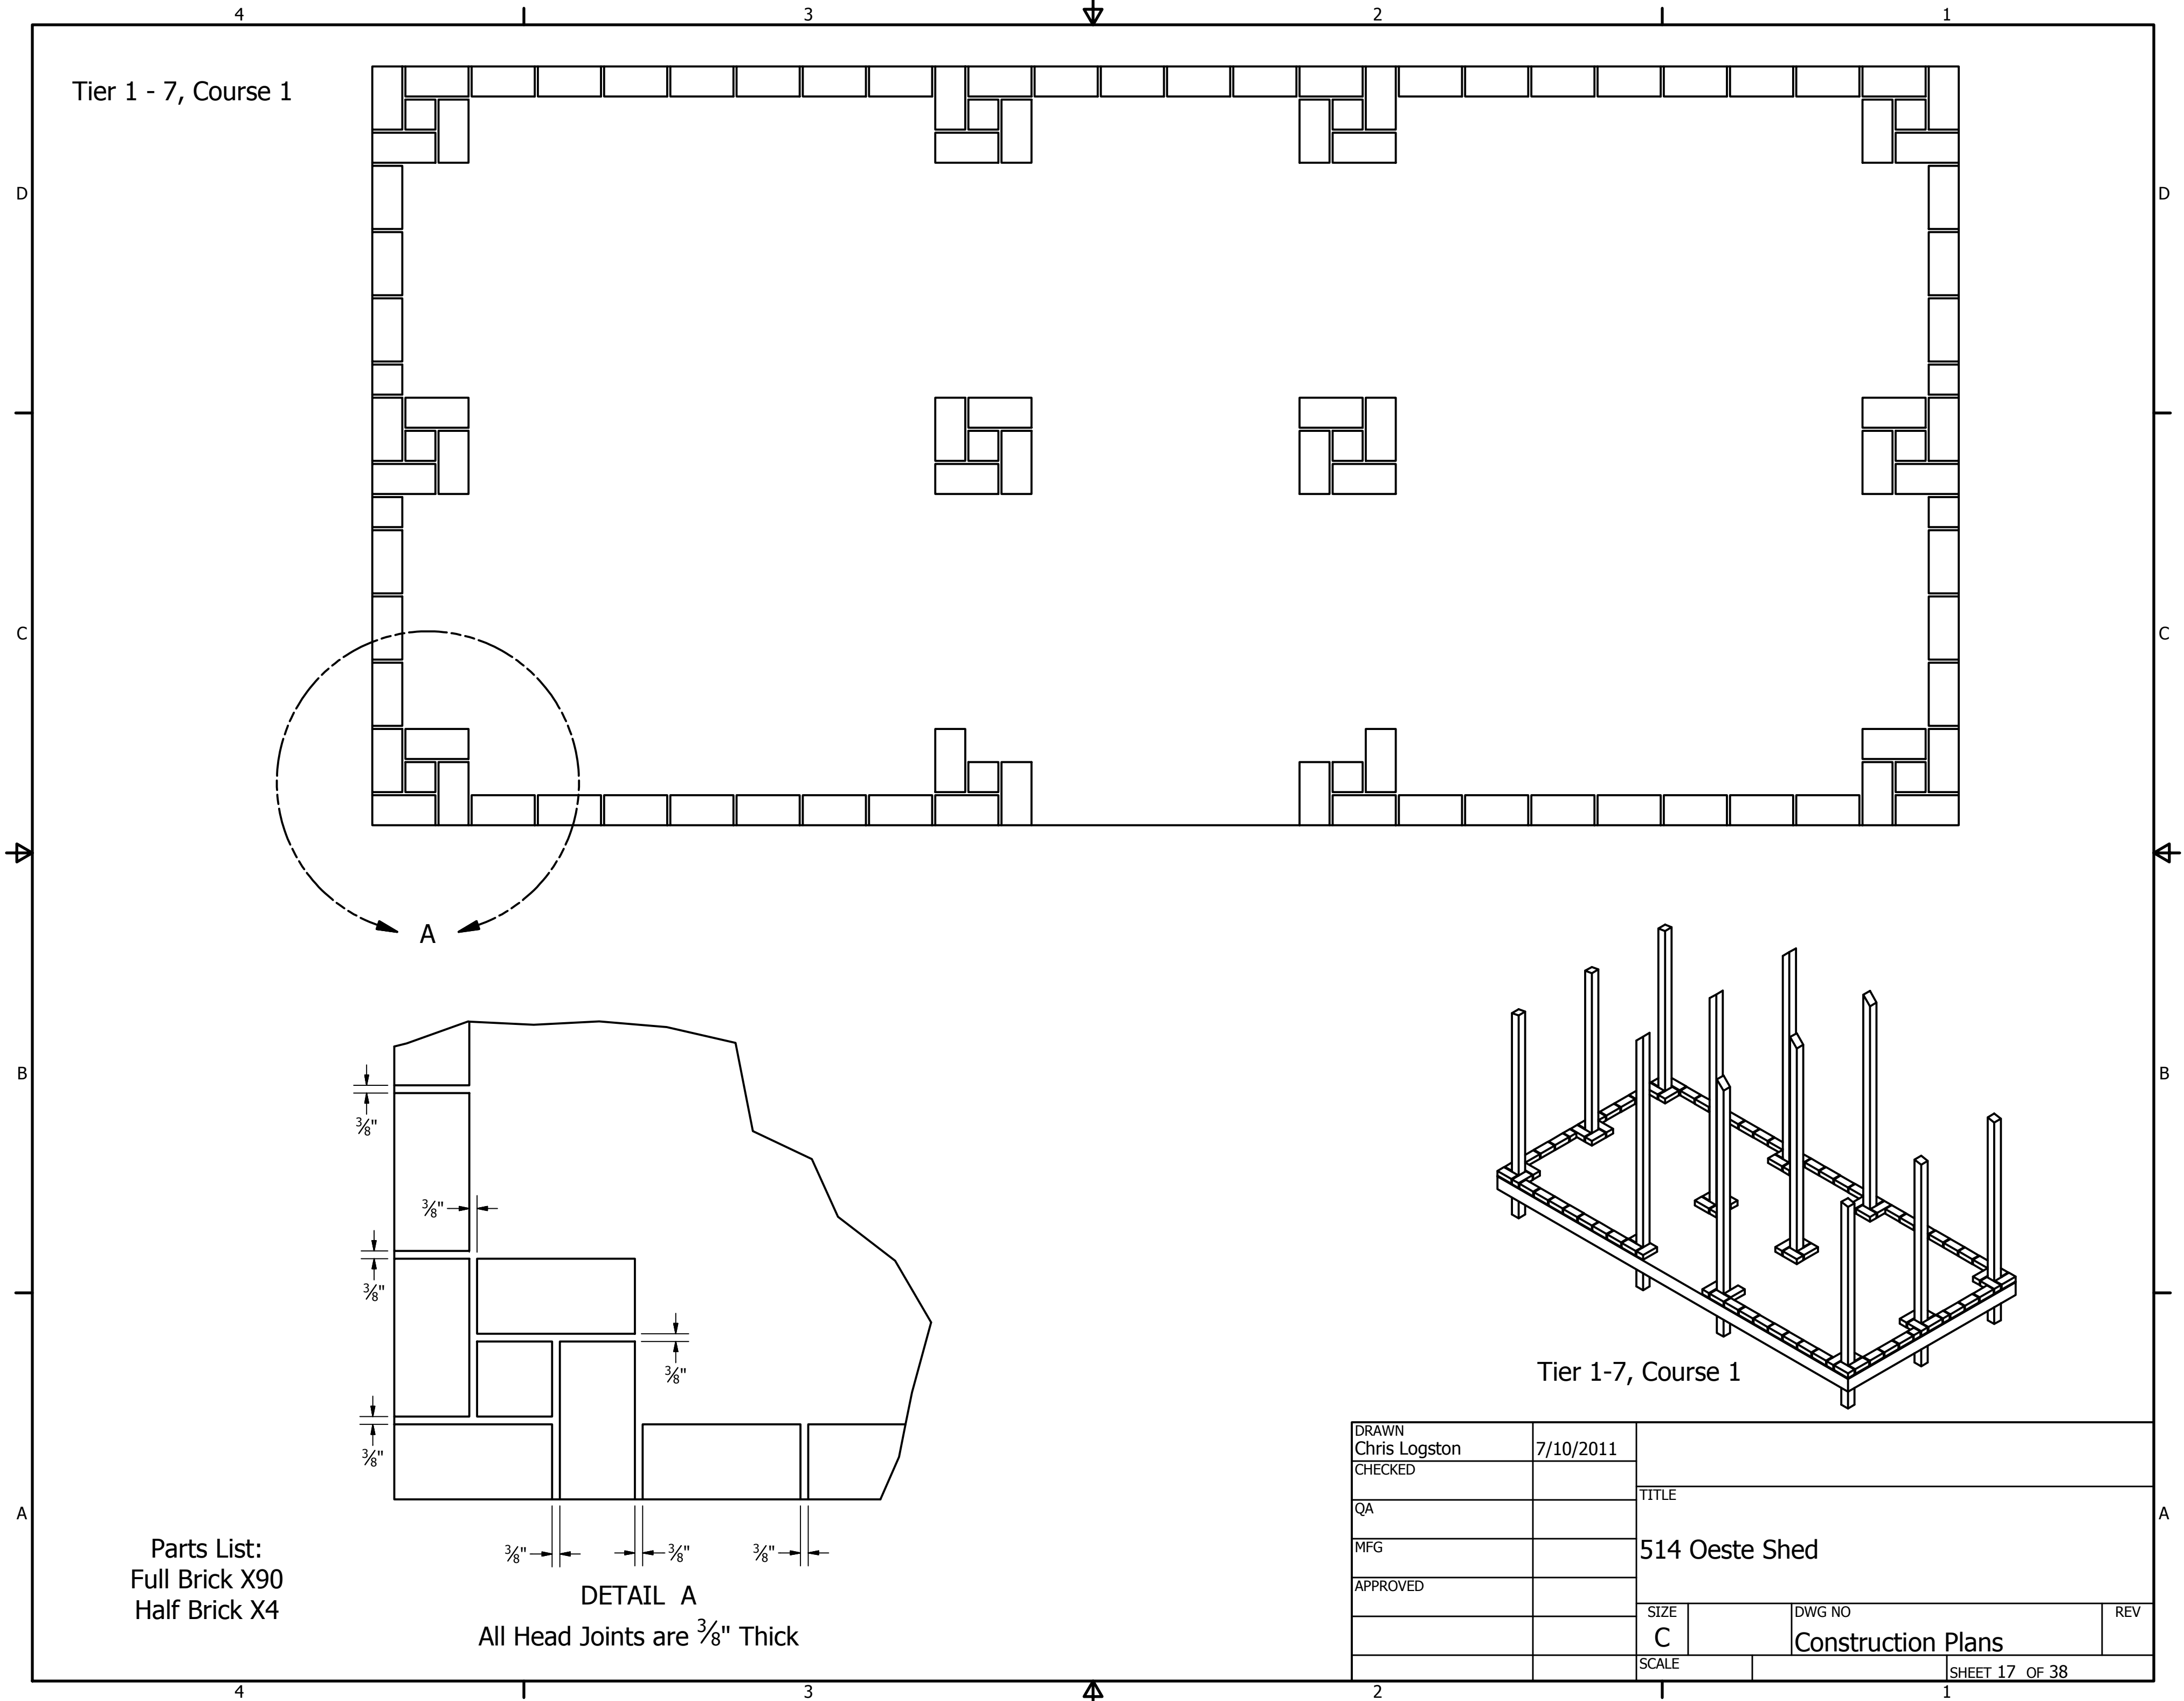 4 3 2 1
Tier 1 - 7, Course 1
D D
C C
A
B B
3/8"
3/8"
3/8"
3/8"
3/8"
Tier 1-7, Course 1
A A
3/8" 3/8" 3/8"
DETAIL A
All Head Joints are 3/8" Thick
Parts List:
Full Brick X90
Half Brick X4
DRAWN
Chris Logston 7/10/2011
CHECKED
QA
MFG
APPROVED
TITLE
514 Oeste Shed
SIZE
C
DWG NO
Construction Plans
REV
SCALE
SHEET 17 OF 38
4 3 2 1